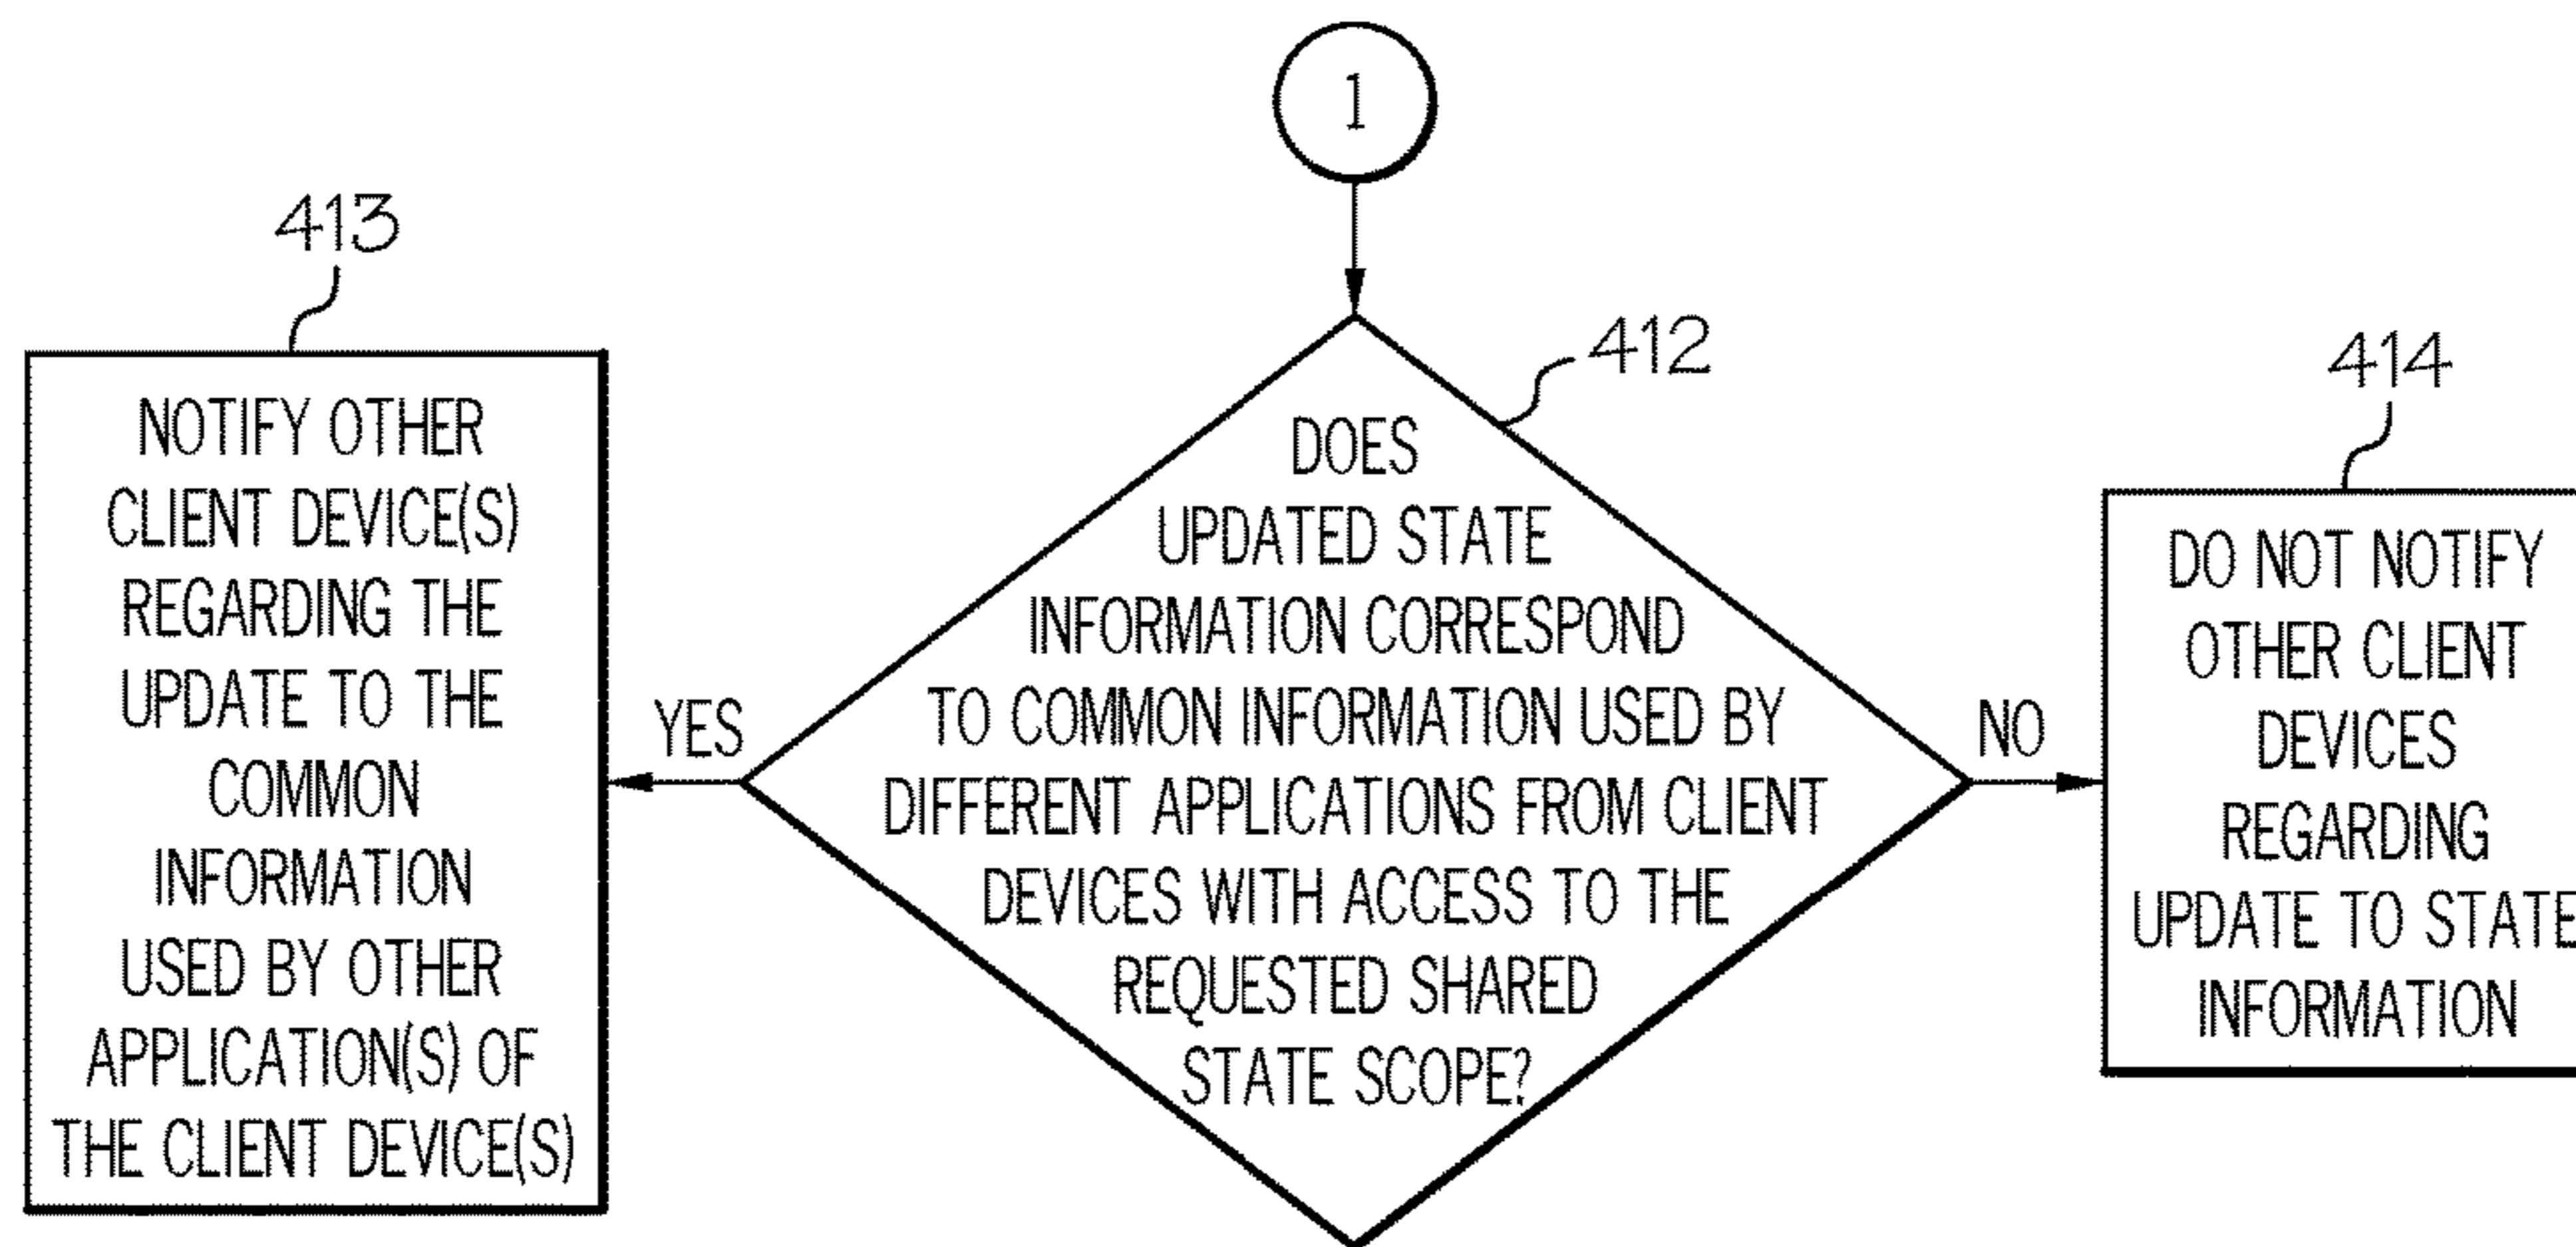 1
413
NOTIFY OTHER
CLIENT DEVICE(S)
REGARDING THE
UPDATE TO THE
COMMON
INFORMATION
USED BY OTHER
APPLICATION(S) OF
THE CLIENT DEVICE(S)
YES
412
DOES
UPDATED STATE
INFORMATION CORRESPOND
TO COMMON INFORMATION USED BY
DIFFERENT APPLICATIONS FROM CLIENT
DEVICES WITH ACCESS TO THE
REQUESTED SHARED
STATE SCOPE?
NO
414
DO NOT NOTIFY
OTHER CLIENT
DEVICES
REGARDING
UPDATE TO STATE
INFORMATION